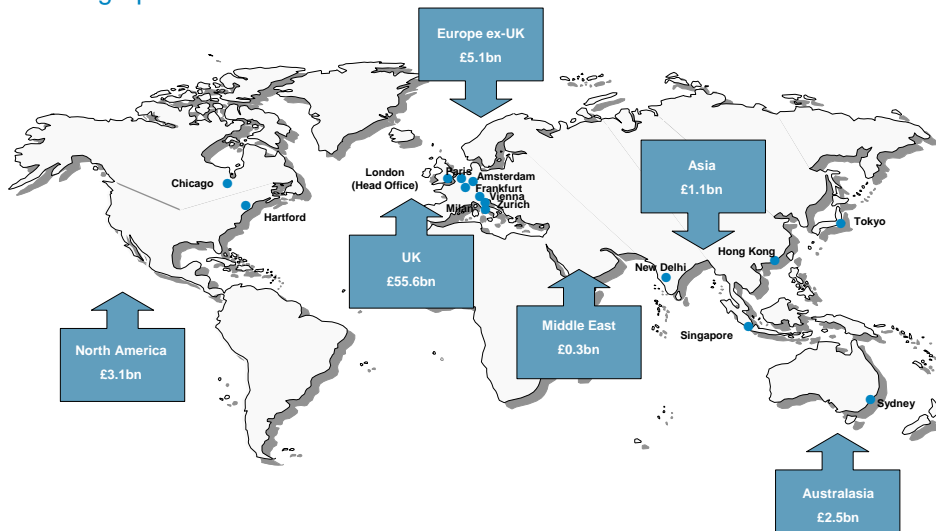 Europe ex-UK
£5.1bn
Asia
£1.1bn
London
(Head Office)
Paris
Amsterdam
Frankfurt
Vienna
Zurich
Milan
Chicago
Hartford
Tokyo
Hong Kong
New Delhi
Singapore
UK
£55.6bn
Middle East
£0.3bn
North America
£3.1bn
Sydney
Australasia
£2.5bn